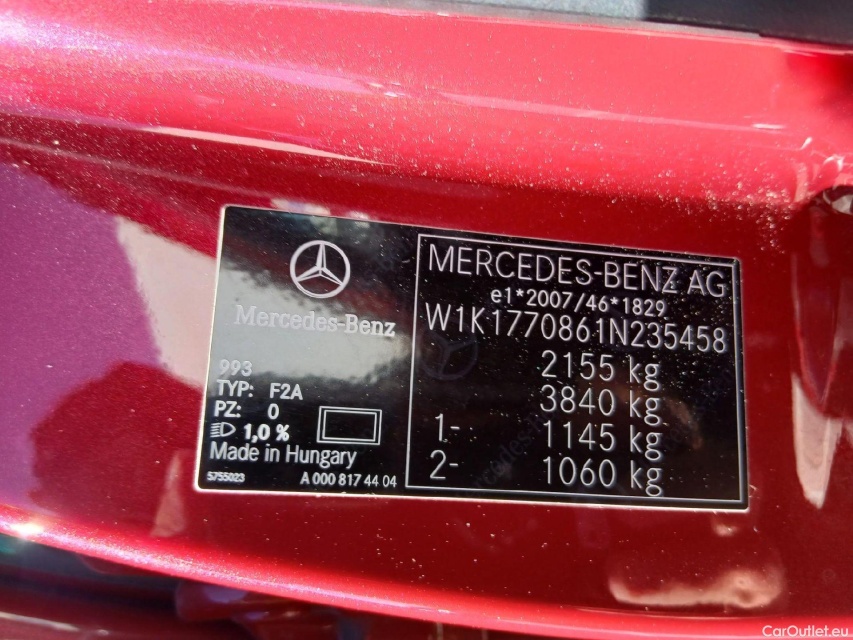 Mercedes-Benz
993
TYP: F2A
PZ: 0
1,0 %
Made in Hungary
5755023
A 000 817 44 04
MERCEDES-BENZ AG
e1*2007/46*1829
W1K1770861N235458
2155 kg
3840 kg
1- 1145 kg
2- 1060 kg
CarOutlet.eu